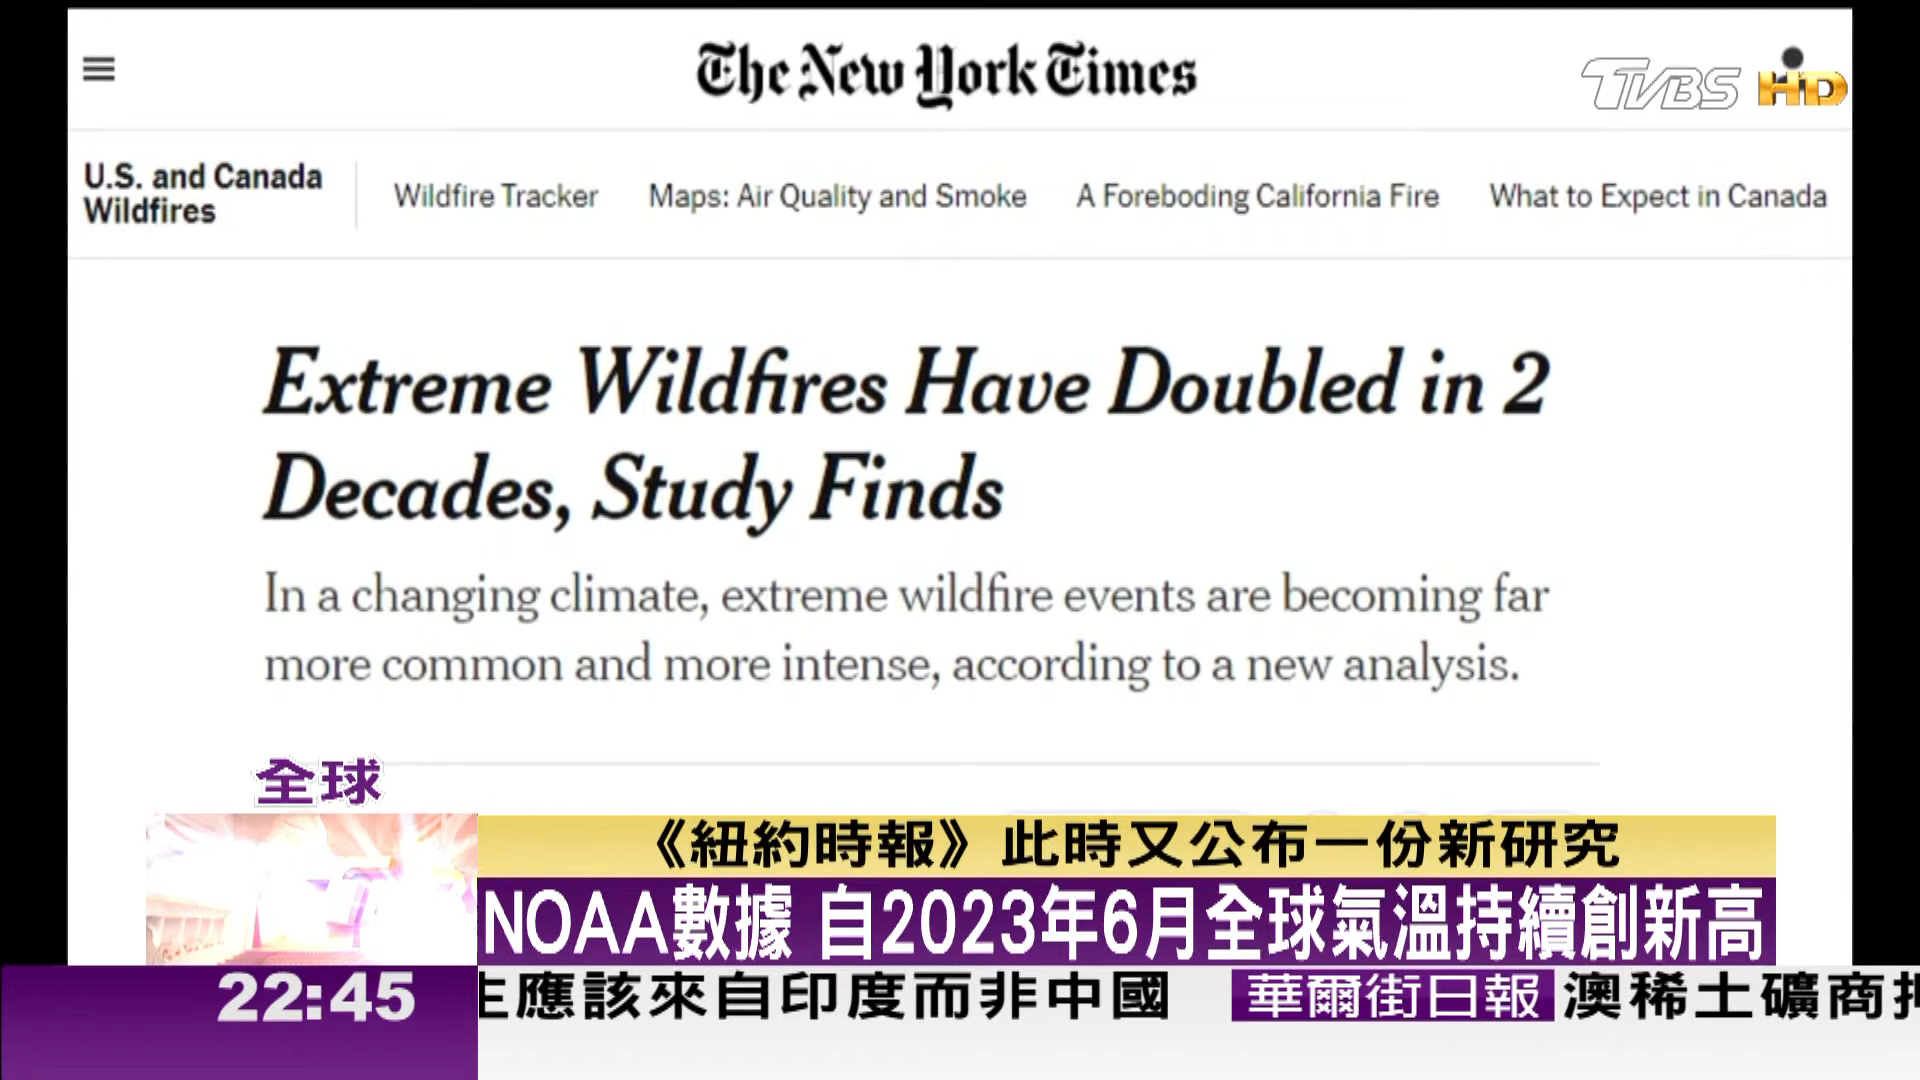 The New York Times
TVBS HD
U.S. and Canada
Wildfires
Wildfire Tracker
Maps: Air Quality and Smoke
A Foreboding California Fire
What to Expect in Canada
Extreme Wildfires Have Doubled in 2
Decades, Study Finds
In a changing climate, extreme wildfire events are becoming far
more common and more intense, according to a new analysis.
全球
《紐約時報》此時又公布一份新研究
NOAA數據 自2023年6月全球氣溫持續創新高
22:45
應該來自印度而非中國 華爾街日報 澳稀土礦商